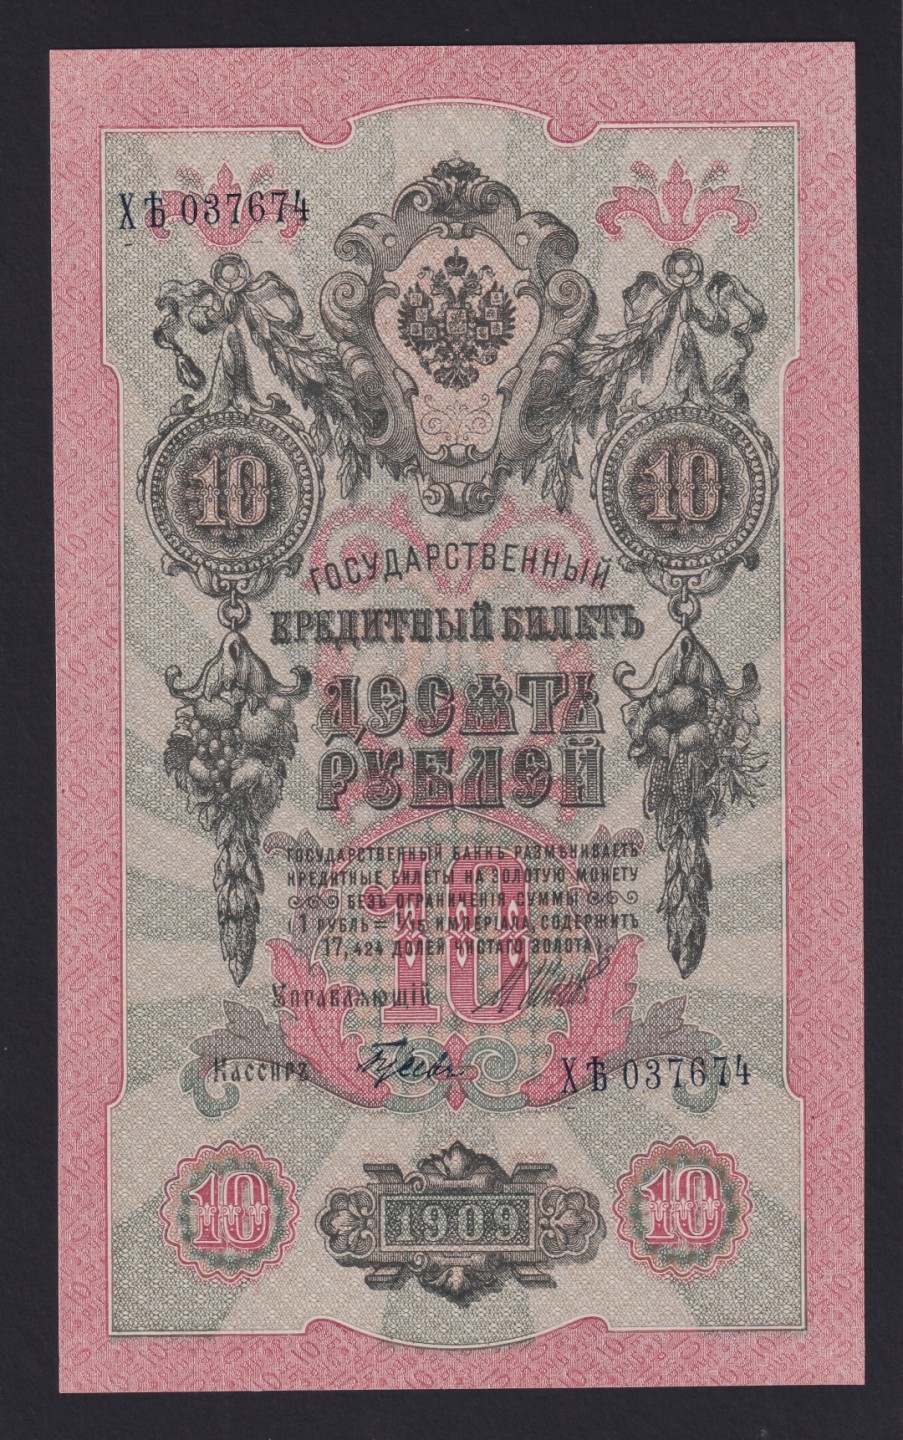 ХѢ 037674
10 10
ГОСУДАРСТВЕННЫЙ
КРЕДИТНЫЙ БИЛЕТЪ
ДЕСЯТЬ
РУБЛЕЙ
ГОСУДАРСТВЕННЫЙ БАНКЪ РАЗМѢНИВАЕТЪ
КРЕДИТНЫЕ БИЛЕТЫ НА ЗОЛОТУЮ МОНЕТУ
БЕЗЪ ОГРАНИЧЕНІЯ СУММЫ
(1 РУБЛЬ = 1/15 ИМПЕРІАЛА, СОДЕРЖИТЪ
17,424 ДОЛЕЙ ЧИСТАГО ЗОЛОТА).
10
Управляющій
Кассиръ
ХѢ 037674
10 1909 10